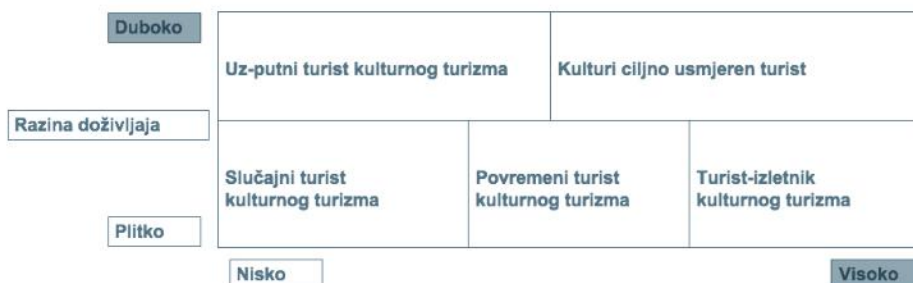 Duboko
Uz-putni turist kulturnog turizma
Kulturi ciljno usmjeren turist
Razina doživljaja
Slučajni turist
kulturnog turizma
Povremeni turist
kulturnog turizma
Turist-izletnik
kulturnog turizma
Plitko
Nisko
Visoko